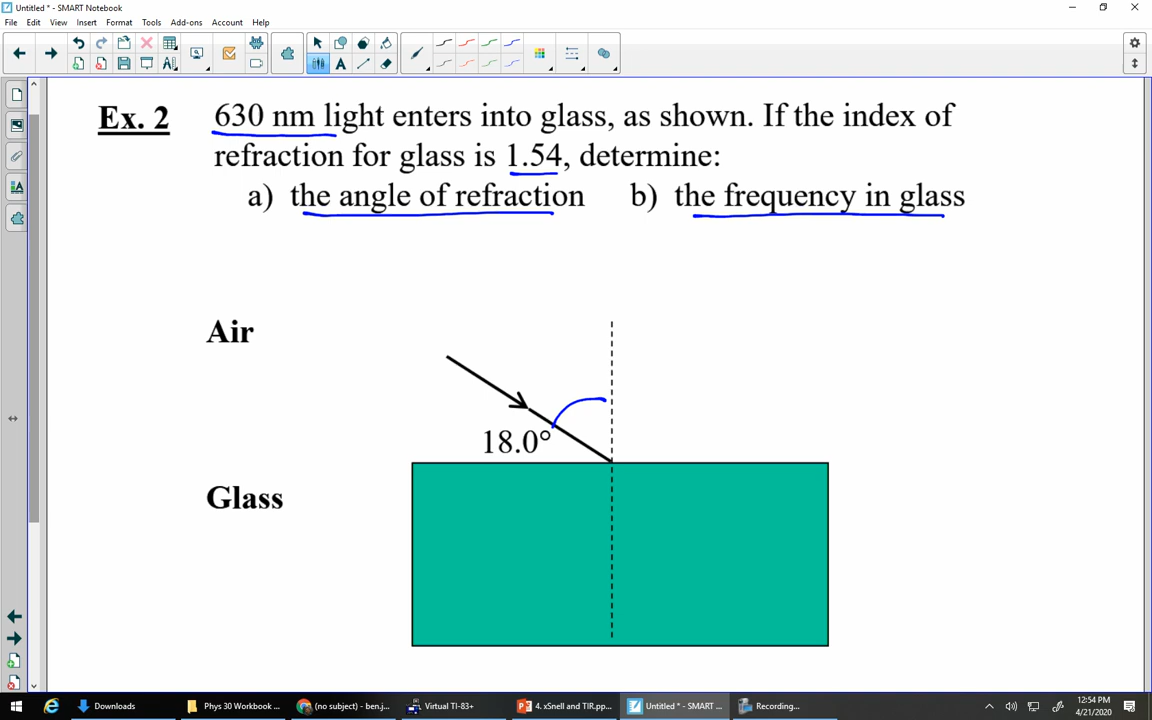 Untitled * - SMART Notebook
File Edit View Insert Format Tools Add-ons Account Help
Ex. 2 630 nm light enters into glass, as shown. If the index of
refraction for glass is 1.54, determine:
a) the angle of refraction b) the frequency in glass
Air
18.0°
Glass
Downloads Phys 30 Workbook ... (no subject) - ben.j... Virtual TI-83+ 4. xSnell and TIR.pp... Untitled * - SMART ... Recording...
12:54 PM
4/21/2020